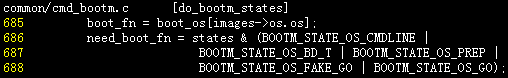 common/cmd_bootm.c      [do_bootm_states]
685     boot_fn = boot_os[images->os.os];
686     need_boot_fn = states & (BOOTM_STATE_OS_CMDLINE |
687                     BOOTM_STATE_OS_BD_T | BOOTM_STATE_OS_PREP |
688                     BOOTM_STATE_OS_FAKE_GO | BOOTM_STATE_OS_GO);